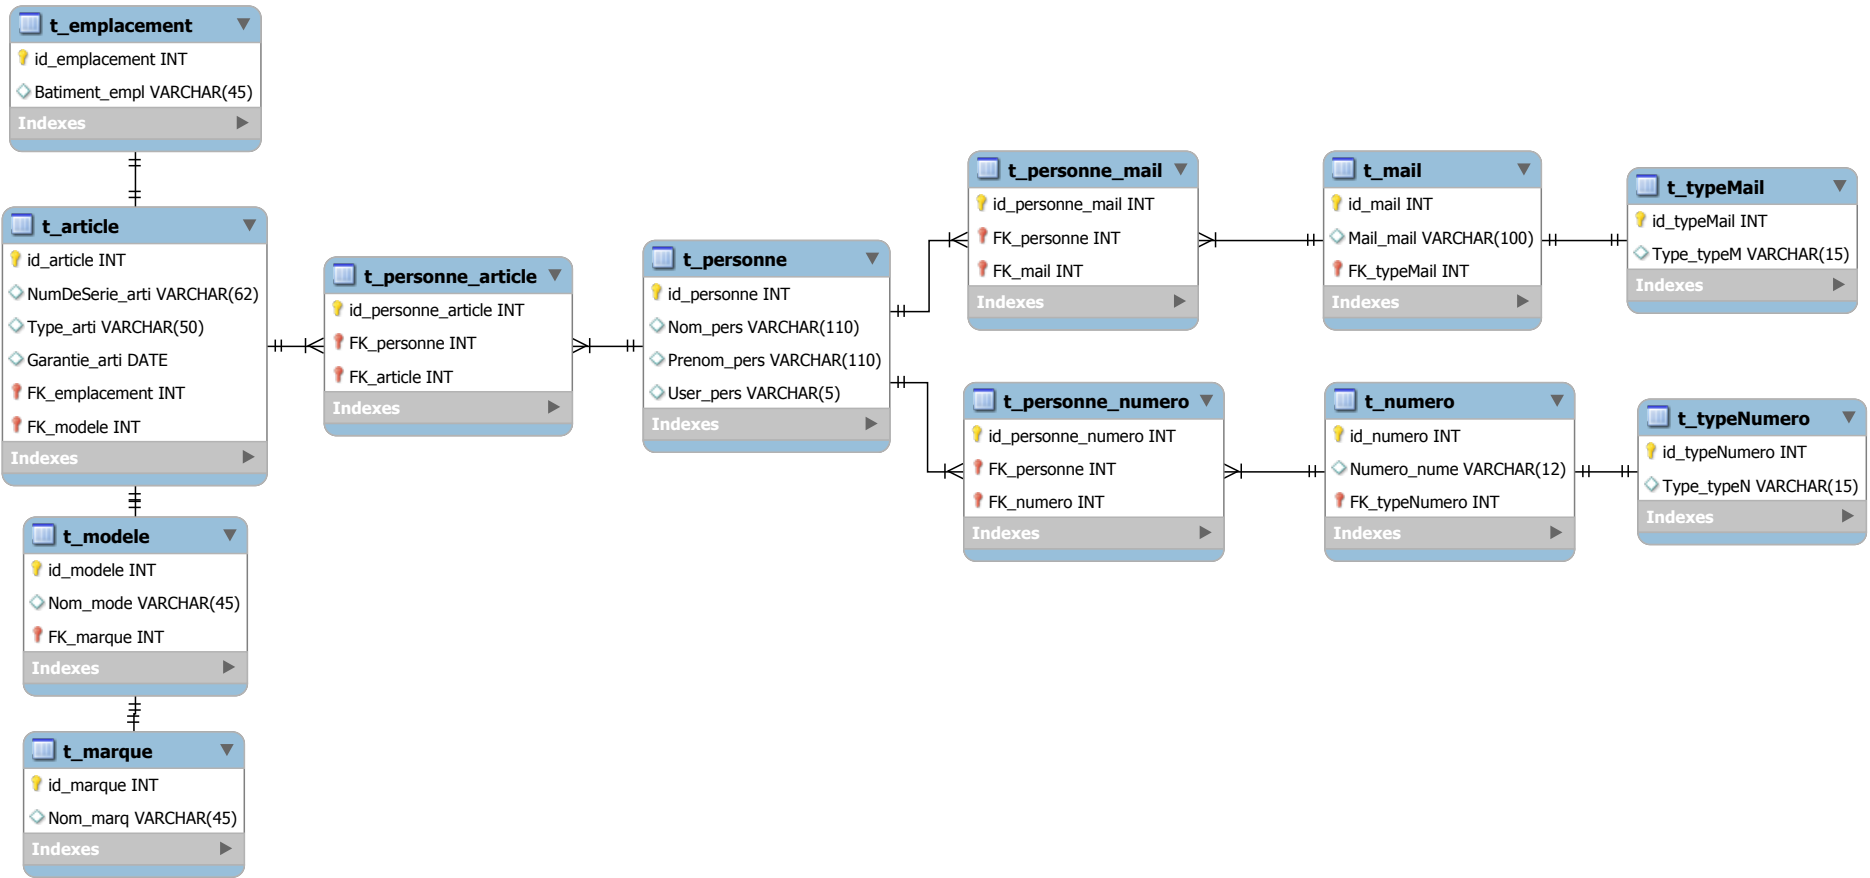 t_emplacement
id_emplacement INT
Batiment_empl VARCHAR(45)
Indexes
t_article
id_article INT
NumDeSerie_arti VARCHAR(62)
Type_arti VARCHAR(50)
Garantie_arti DATE
FK_emplacement INT
FK_modele INT
Indexes
t_modele
id_modele INT
Nom_mode VARCHAR(45)
FK_marque INT
Indexes
t_marque
id_marque INT
Nom_marq VARCHAR(45)
Indexes
t_personne_article
id_personne_article INT
FK_personne INT
FK_article INT
Indexes
t_personne
id_personne INT
Nom_pers VARCHAR(110)
Prenom_pers VARCHAR(110)
User_pers VARCHAR(5)
Indexes
t_personne_mail
id_personne_mail INT
FK_personne INT
FK_mail INT
Indexes
t_mail
id_mail INT
Mail_mail VARCHAR(100)
FK_typeMail INT
Indexes
t_typeMail
id_typeMail INT
Type_typeM VARCHAR(15)
Indexes
t_personne_numero
id_personne_numero INT
FK_personne INT
FK_numero INT
Indexes
t_numero
id_numero INT
Numero_nume VARCHAR(12)
FK_typeNumero INT
Indexes
t_typeNumero
id_typeNumero INT
Type_typeN VARCHAR(15)
Indexes